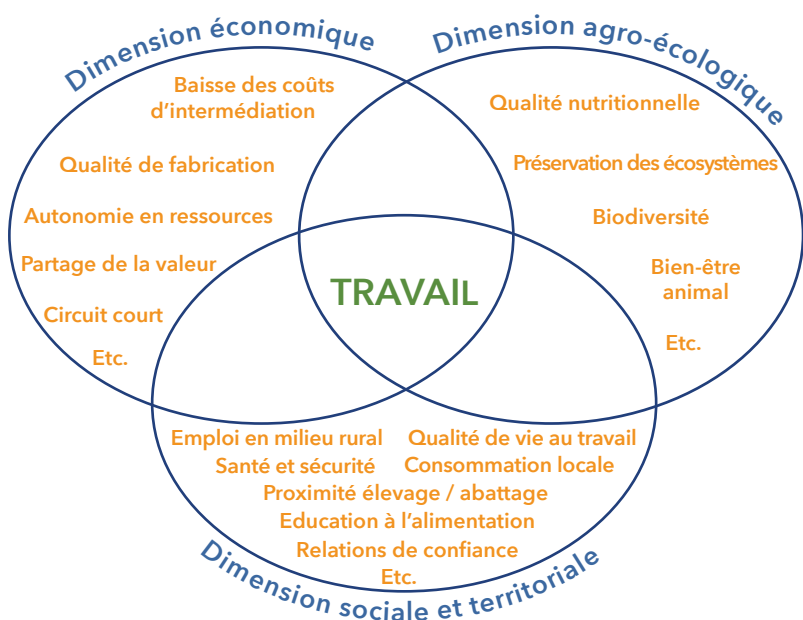 Dimension économique
Baisse des coûts
d'intermédiation
Qualité de fabrication
Autonomie en ressources
Partage de la valeur
Circuit court
Etc.
Dimension agro-écologique
Qualité nutritionnelle
Préservation des écosystèmes
Biodiversité
Bien-être
animal
Etc.
TRAVAIL
Emploi en milieu rural
Qualité de vie au travail
Santé et sécurité
Consommation locale
Proximité élevage / abattage
Education à l'alimentation
Relations de confiance
Etc.
Dimension sociale et territoriale